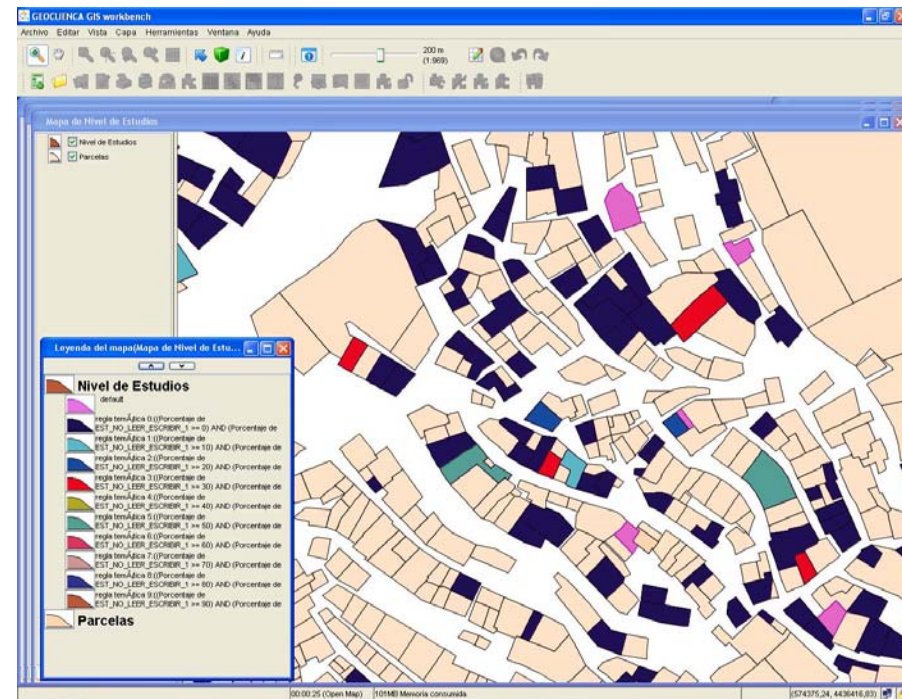 GEOCUENCA GIS workbench
Archivo Editar Vista Capa Herramientas Ventana Ayuda
200 m
(1:969)
Mapa de Nivel de Estudios
Nivel de Estudios
Parcelas
Leyenda del mapa(Mapa de Nivel de Estu...
Nivel de Estudios
default
regla temÃ¡tica 0:((Porcentaje de
EST_NO_LEER_ESCRIBIR_1 >= 0) AND (Porcentaje de
regla temÃ¡tica 1:((Porcentaje de
EST_NO_LEER_ESCRIBIR_1 >= 10) AND (Porcentaje de
regla temÃ¡tica 2:((Porcentaje de
EST_NO_LEER_ESCRIBIR_1 >= 20) AND (Porcentaje de
regla temÃ¡tica 3:((Porcentaje de
EST_NO_LEER_ESCRIBIR_1 >= 30) AND (Porcentaje de
regla temÃ¡tica 4:((Porcentaje de
EST_NO_LEER_ESCRIBIR_1 >= 40) AND (Porcentaje de
regla temÃ¡tica 5:((Porcentaje de
EST_NO_LEER_ESCRIBIR_1 >= 50) AND (Porcentaje de
regla temÃ¡tica 6:((Porcentaje de
EST_NO_LEER_ESCRIBIR_1 >= 60) AND (Porcentaje de
regla temÃ¡tica 7:((Porcentaje de
EST_NO_LEER_ESCRIBIR_1 >= 70) AND (Porcentaje de
regla temÃ¡tica 8:((Porcentaje de
EST_NO_LEER_ESCRIBIR_1 >= 80) AND (Porcentaje de
regla temÃ¡tica 9:((Porcentaje de
EST_NO_LEER_ESCRIBIR_1 >= 90) AND (Porcentaje de
Parcelas
00:00:25 (Open Map) 101MB Memoria consumida (574375,24, 4436416,83)